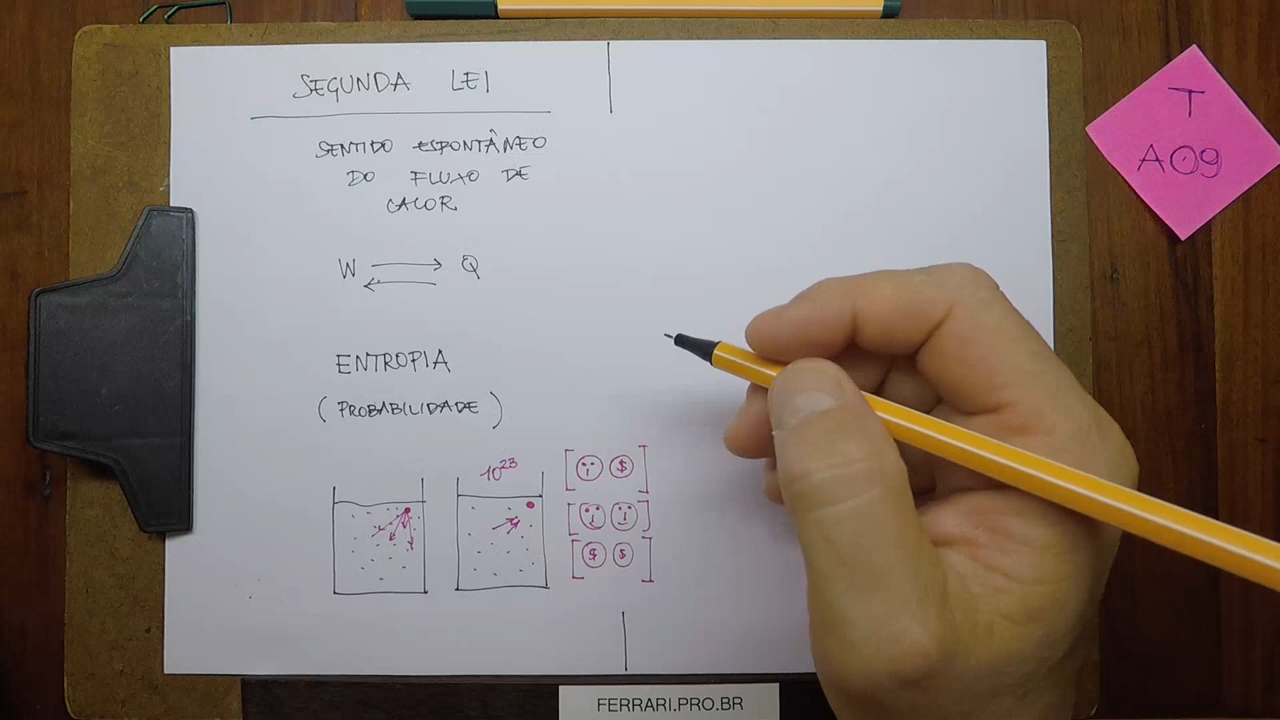 SEGUNDA LEI
SENTIDO ESPONTÂNEO
DO FLUXO DE
CALOR
W Q
ENTROPIA
(PROBABILIDADE)
10²³
$
$ $
T
A09
FERRARI.PRO.BR